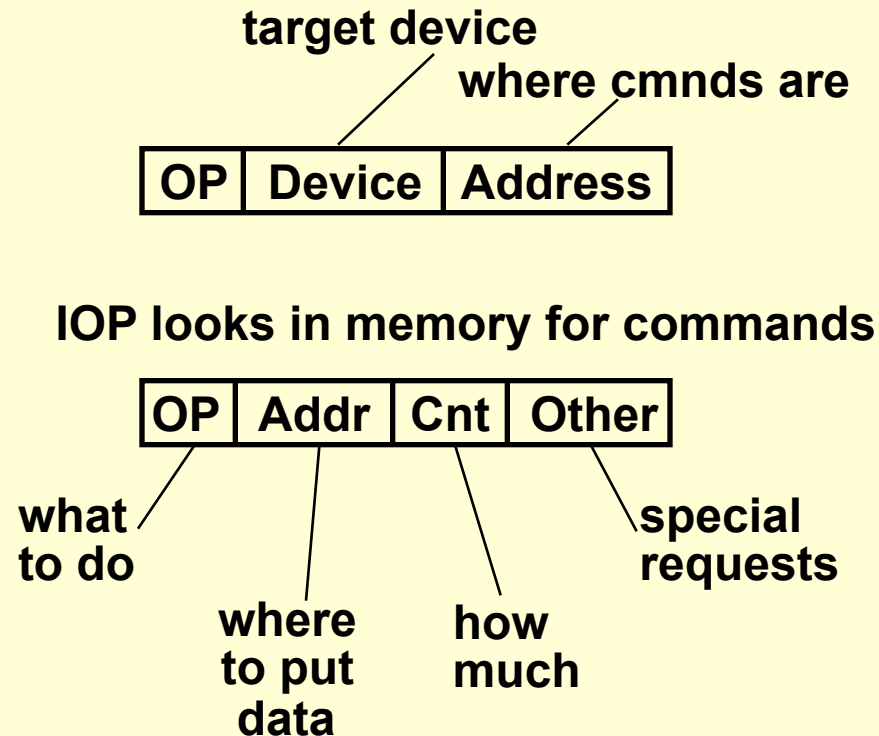 target device
where cmnds are
OP Device Address
IOP looks in memory for commands
OP Addr Cnt Other
what
to do
special
requests
where
to put
data
how
much